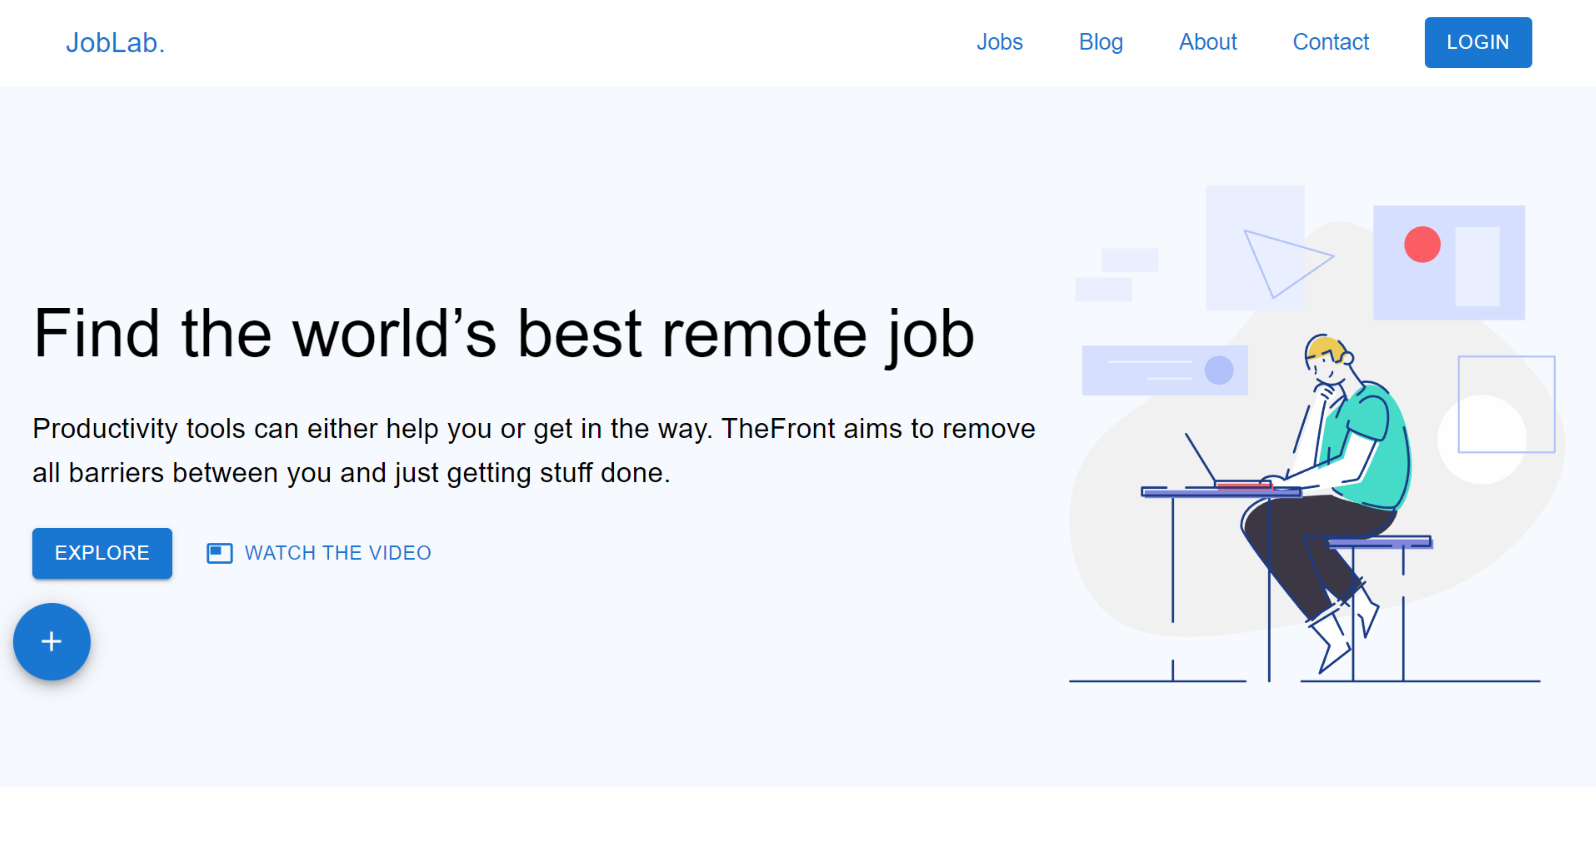 JobLab.
Jobs
Blog
About
Contact
LOGIN
Find the world’s best remote job
Productivity tools can either help you or get in the way. TheFront aims to remove
all barriers between you and just getting stuff done.
EXPLORE
WATCH THE VIDEO
+